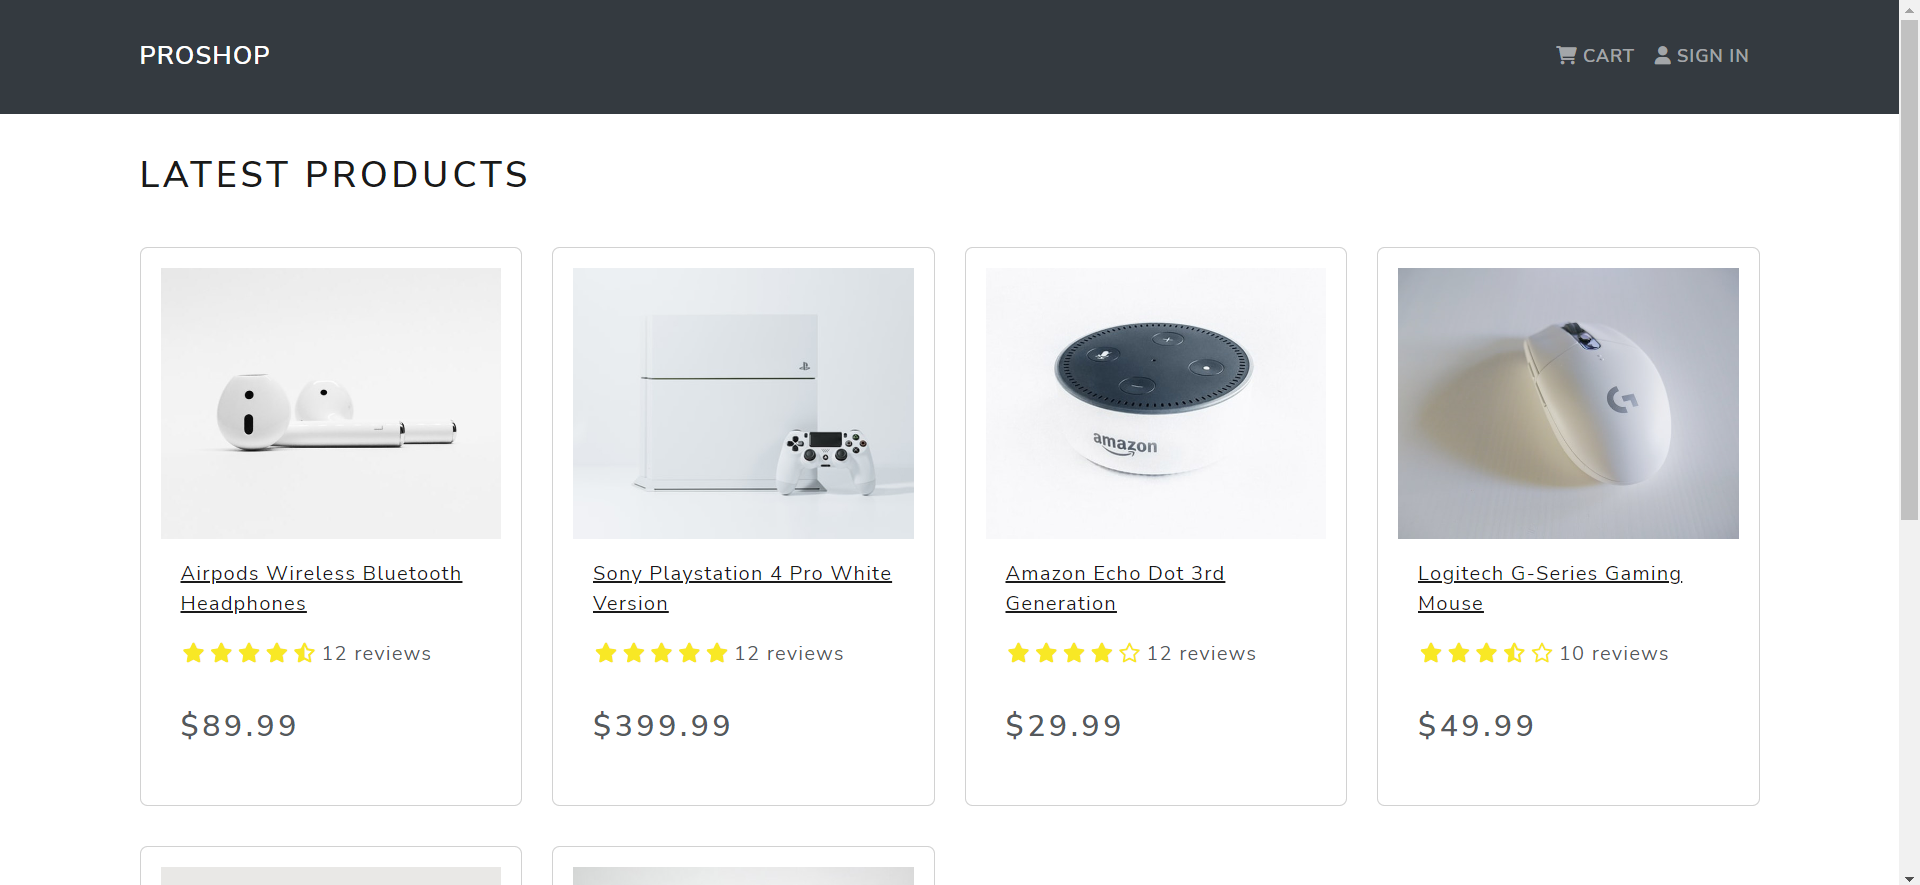 PROSHOP
CART
SIGN IN
LATEST PRODUCTS
amazon
Airpods Wireless Bluetooth
Headphones
12 reviews
$89.99
Sony Playstation 4 Pro White
Version
12 reviews
$399.99
Amazon Echo Dot 3rd
Generation
12 reviews
$29.99
Logitech G-Series Gaming
Mouse
10 reviews
$49.99